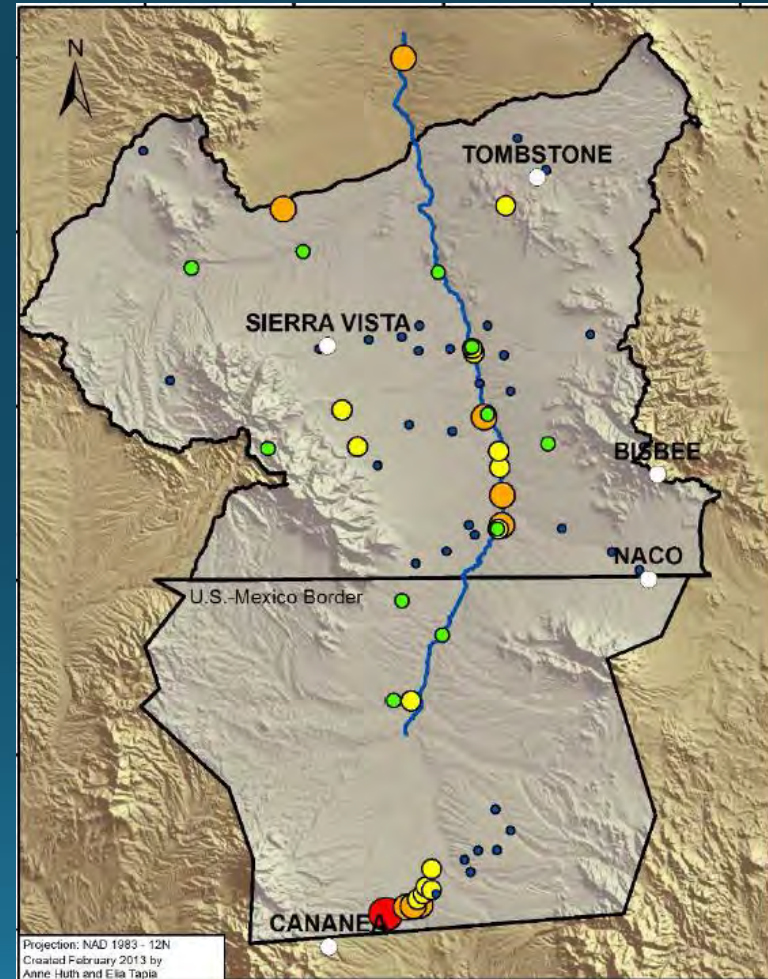 N
TOMBSTONE
SIERRA VISTA
BISBEE
NACO
U.S.-Mexico Border
CANANEA
Projection: NAD 1983 - 12N
Created February 2013 by
Anne Huth and Elia Tapia